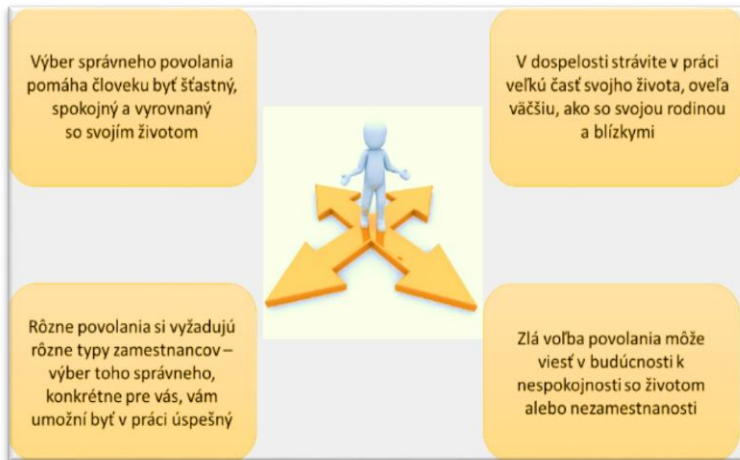 Výber správneho povolania
pomáha človeku byť šťastný,
spokojný a vyrovnaný
so svojím životom
V dospelosti strávite v práci
veľkú časť svojho života, oveľa
väčšiu, ako so svojou rodinou
a blízkymi
Rôzne povolania si vyžadujú
rôzne typy zamestnancov –
výber toho správneho,
konkrétne pre vás, vám
umožní byť v práci úspešný
Zlá voľba povolania môže
viesť v budúcnosti k
nespokojnosti so životom
alebo nezamestnanosti